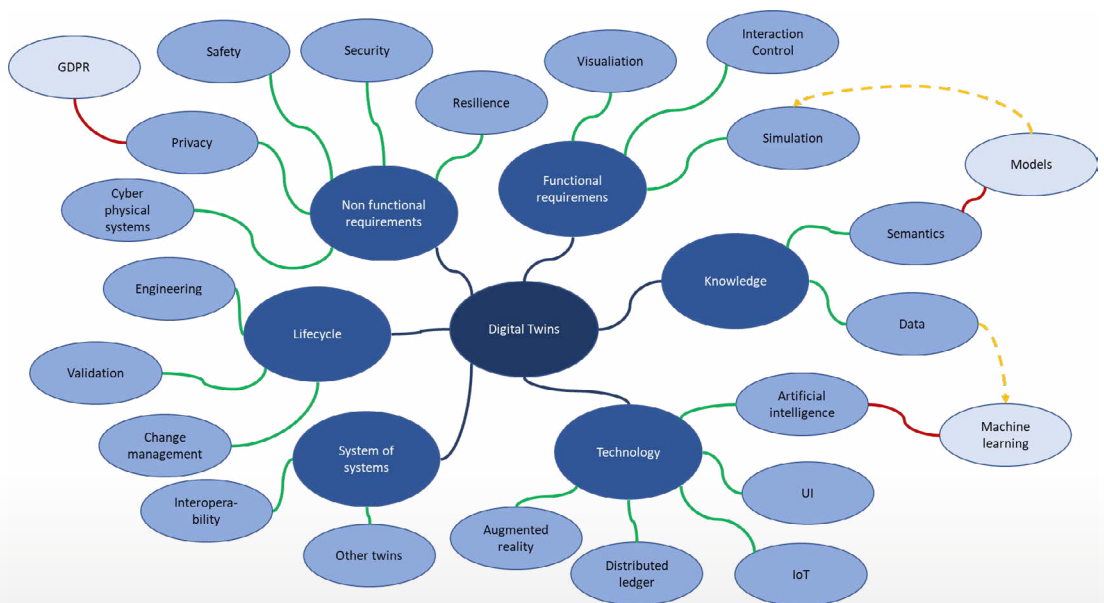 GDPR
Safety
Security
Resilience
Privacy
Cyber
physical
systems
Non functional
requirements
Visualiation
Interaction
Control
Simulation
Functional
requiremens
Models
Semantics
Knowledge
Data
Engineering
Lifecycle
Validation
Change
management
Digital Twins
System of
systems
Interopera-
bility
Other twins
Technology
Artificial
intelligence
Machine
learning
UI
IoT
Augmented
reality
Distributed
ledger